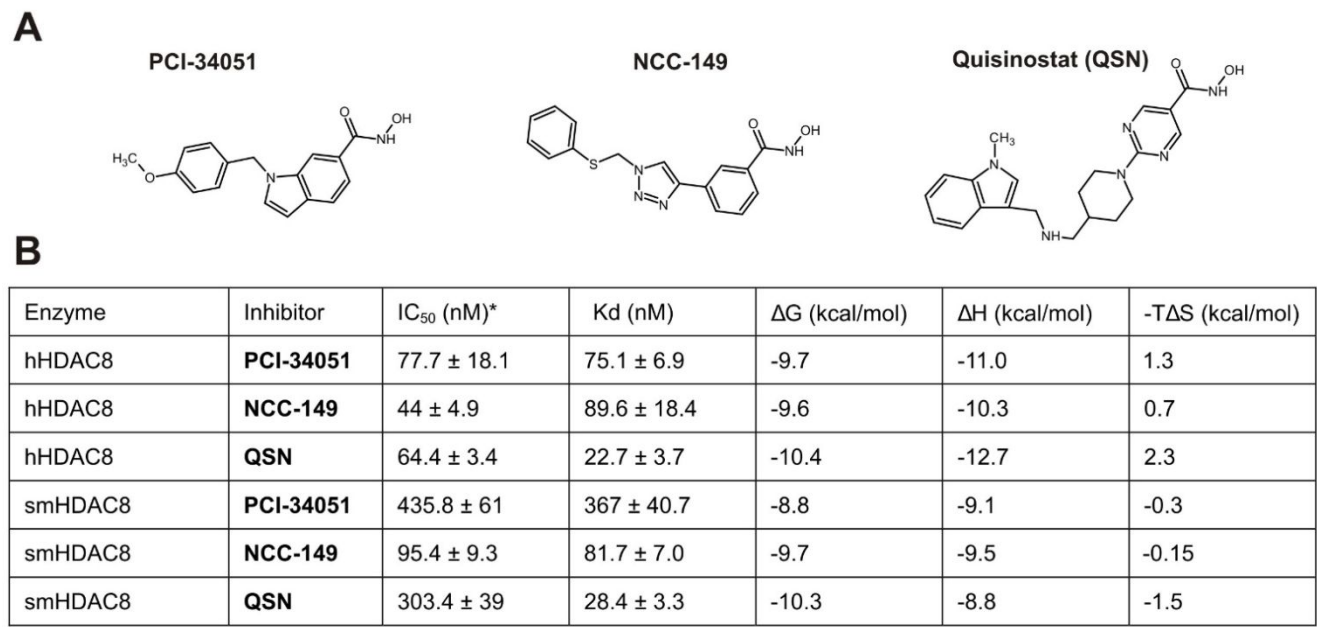 A
PCI-34051
NCC-149
Quisinostat (QSN)
O
OH
NH
H₃C
O
N
O
OH
NH
S
N
N
N
O
OH
NH
N
N
CH₃
N
N
NH
B
Enzyme Inhibitor IC₅₀ (nM)* Kd (nM) ΔG (kcal/mol) ΔH (kcal/mol) -TΔS (kcal/mol)
hHDAC8 PCI-34051 77.7 ± 18.1 75.1 ± 6.9 -9.7 -11.0 1.3
hHDAC8 NCC-149 44 ± 4.9 89.6 ± 18.4 -9.6 -10.3 0.7
hHDAC8 QSN 64.4 ± 3.4 22.7 ± 3.7 -10.4 -12.7 2.3
smHDAC8 PCI-34051 435.8 ± 61 367 ± 40.7 -8.8 -9.1 -0.3
smHDAC8 NCC-149 95.4 ± 9.3 81.7 ± 7.0 -9.7 -9.5 -0.15
smHDAC8 QSN 303.4 ± 39 28.4 ± 3.3 -10.3 -8.8 -1.5